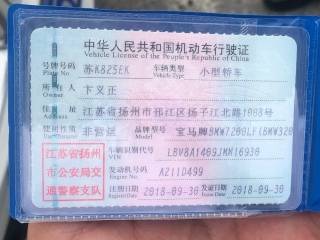 中华人民共和国机动车行驶证
Vehicle License of the People's Republic of China
号牌号码 苏K825EK 车辆类型 小型轿车
Plate No. Vehicle Type
所有人 卞义正
Owner
住址 江苏省扬州市邗江区扬子江北路1068号
Address
使用性质 非营运 品牌型号 宝马牌BMW7200LF(BMW320
江苏省扬州 车辆识别代号 LBV8A1409JMM16930
VIN
市公安局交 发动机号码 A2110499
Engine No.
通警察支队 注册日期 2018-09-30 发证日期 2018-09-30
Register Date Issue Date